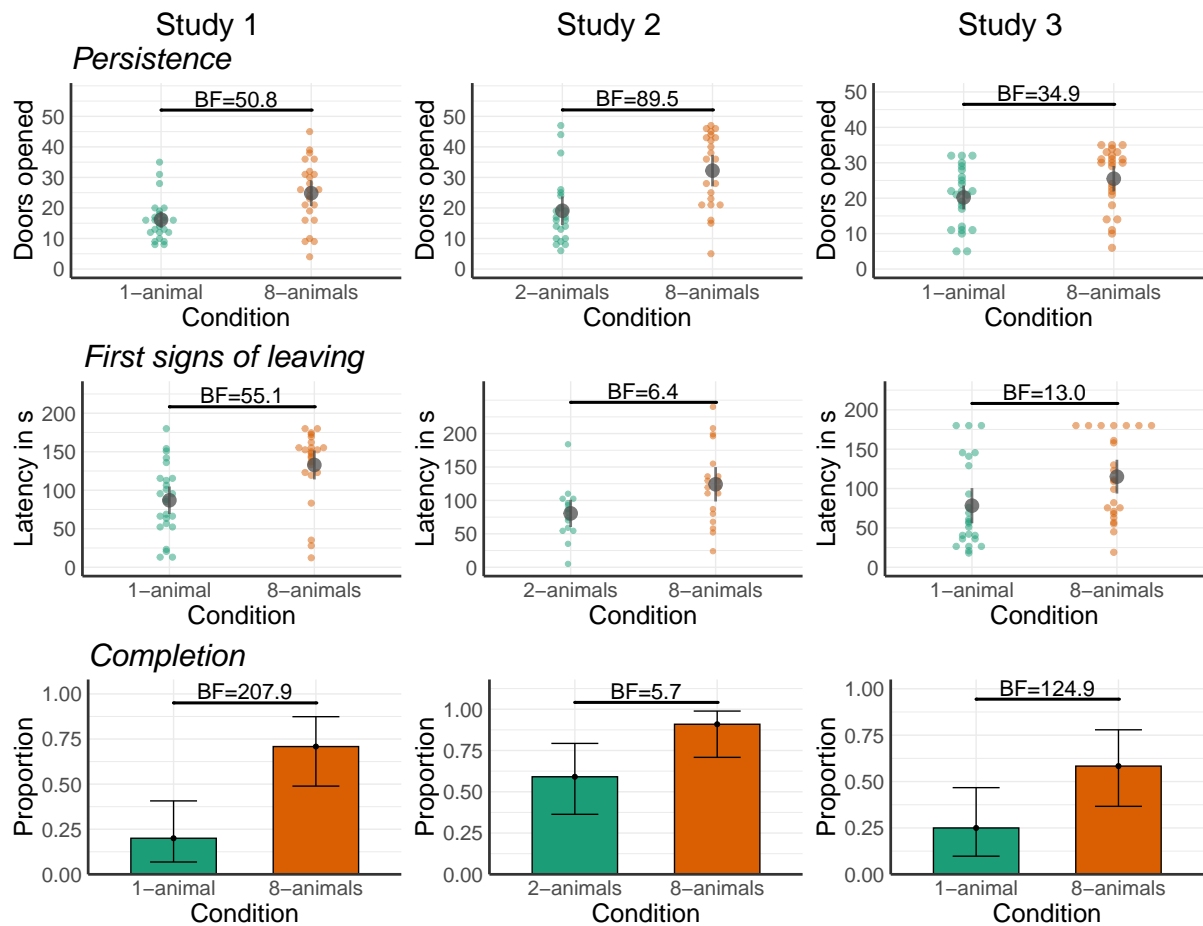 Study 1
Study 2
Study 3
Persistence
Doors opened
50
40
30
20
10
0
BF=50.8
1−animal
8−animals
Condition
Doors opened
50
40
30
20
10
0
BF=89.5
2−animals
8−animals
Condition
Doors opened
50
40
30
20
10
0
BF=34.9
1−animal
8−animals
Condition
First signs of leaving
Latency in s
200
150
100
50
0
BF=55.1
1−animal
8−animals
Condition
Latency in s
200
150
100
50
0
BF=6.4
2−animals
8−animals
Condition
Latency in s
200
150
100
50
0
BF=13.0
1−animal
8−animals
Condition
Completion
Proportion
1.00
0.75
0.50
0.25
0.00
BF=207.9
1−animal
8−animals
Condition
Proportion
1.00
0.75
0.50
0.25
0.00
BF=5.7
2−animals
8−animals
Condition
Proportion
1.00
0.75
0.50
0.25
0.00
BF=124.9
1−animal
8−animals
Condition